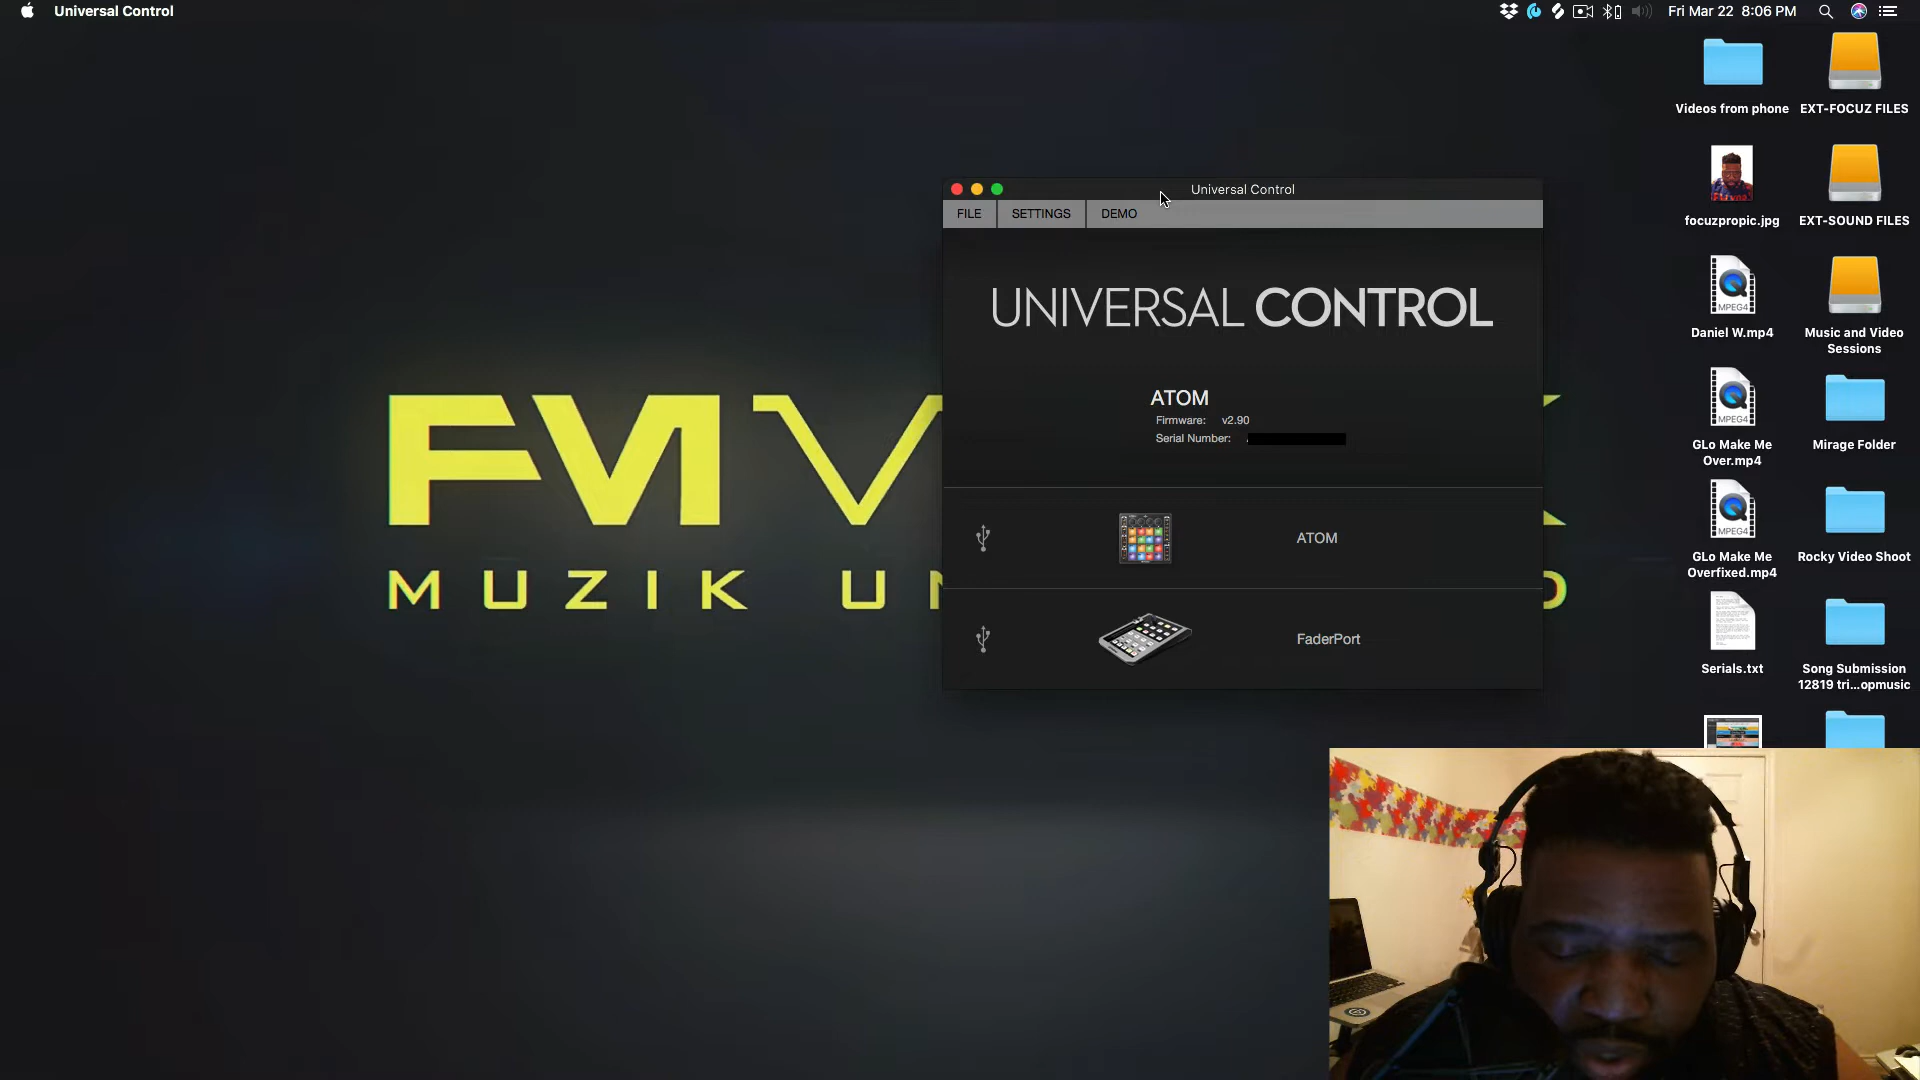 Universal Control
Fri Mar 22 8:06 PM
Videos from phone
EXT-FOCUZ FILES
focuzpropic.jpg
EXT-SOUND FILES
MPEG4
Daniel W.mp4
Music and Video
Sessions
MPEG4
GLo Make Me
Over.mp4
Mirage Folder
MPEG4
GLo Make Me
Overfixed.mp4
Rocky Video Shoot
Serials.txt
Song Submission
12819 tri...opmusic
Universal Control
FILE
SETTINGS
DEMO
UNIVERSAL CONTROL
ATOM
Firmware: v2.90
Serial Number:
ATOM
FaderPort
MUZIK